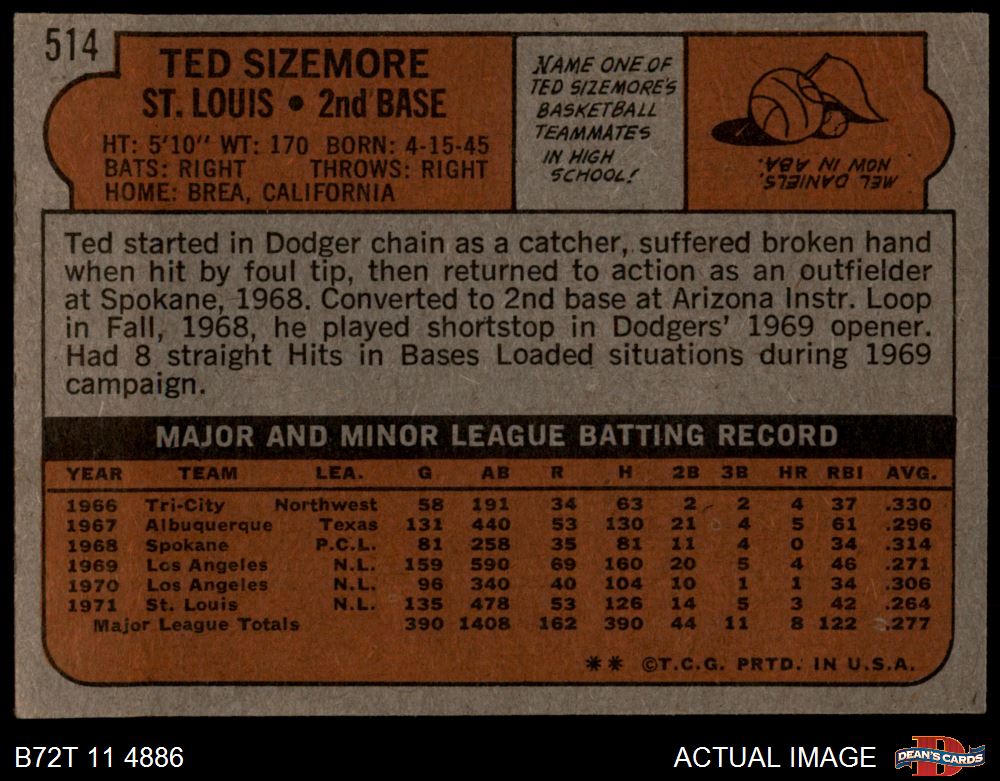 514
TED SIZEMORE
ST. LOUIS • 2nd BASE
HT: 5'10" WT: 170 BORN: 4-15-45
BATS: RIGHT THROWS: RIGHT
HOME: BREA, CALIFORNIA
NAME ONE OF
TED SIZEMORE'S
BASKETBALL
TEAMMATES
IN HIGH
SCHOOL!
MEL DANIELS,
NOW IN ABA.
Ted started in Dodger chain as a catcher, suffered broken hand
when hit by foul tip, then returned to action as an outfielder
at Spokane, 1968. Converted to 2nd base at Arizona Instr. Loop
in Fall, 1968, he played shortstop in Dodgers' 1969 opener.
Had 8 straight Hits in Bases Loaded situations during 1969
campaign.
MAJOR AND MINOR LEAGUE BATTING RECORD
YEAR TEAM LEA. G AB R H 2B 3B HR RBI AVG.
1966 Tri-City Northwest 58 191 34 63 2 2 4 37 .330
1967 Albuquerque Texas 131 440 53 130 21 4 5 61 .296
1968 Spokane P.C.L. 81 258 35 81 11 4 0 34 .314
1969 Los Angeles N.L. 159 590 69 160 20 5 4 46 .271
1970 Los Angeles N.L. 96 340 40 104 10 1 1 34 .306
1971 St. Louis N.L. 135 478 53 126 14 5 3 42 .264
Major League Totals 390 1408 162 390 44 11 8 122 .277
** ©T.C.G. PRTD. IN U.S.A.
B72T 11 4886
ACTUAL IMAGE
D
DEAN'S CARDS